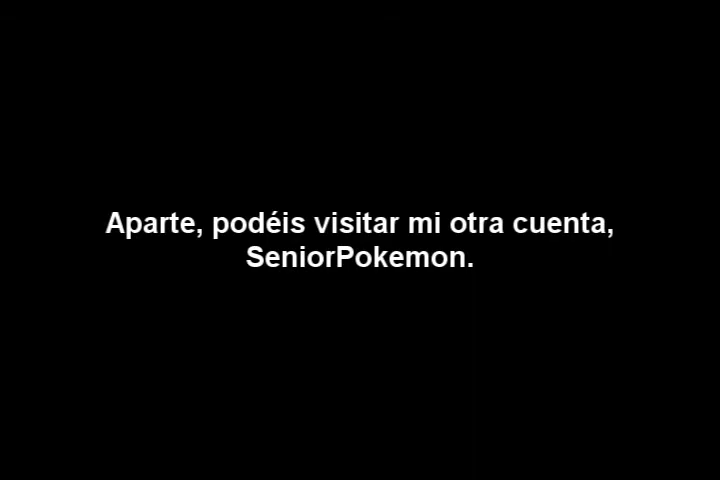 Aparte, podéis visitar mi otra cuenta,
SeniorPokemon.